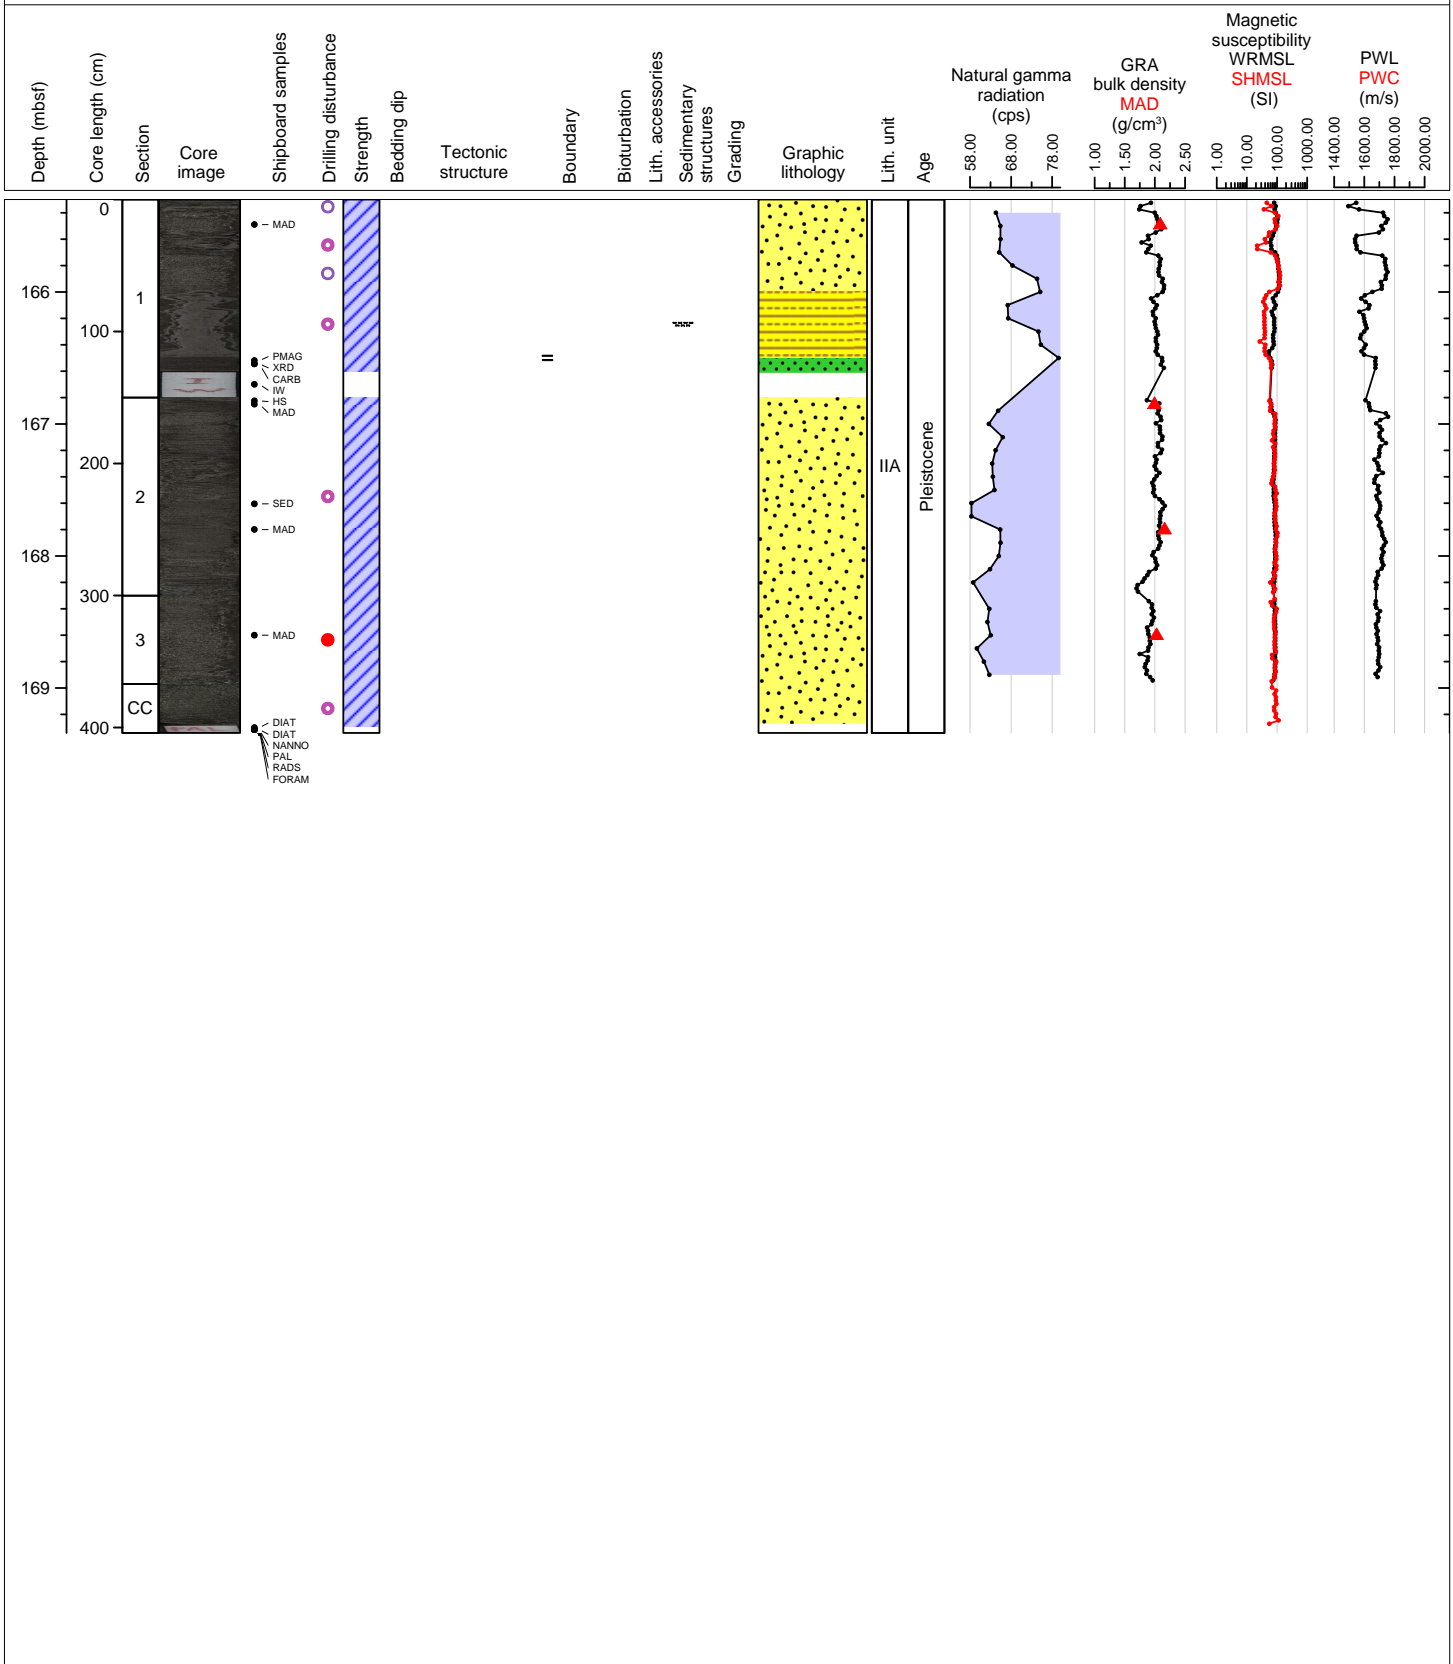 Depth (mbsf)
Core length (cm)
Section
Core
image
Shipboard samples
Drilling disturbance
Strength
Bedding dip
Tectonic
structure
Boundary
Bioturbation
Lith. accessories
Sedimentary
structures
Grading
Graphic
lithology
Lith. unit
Age
Natural gamma
radiation
(cps)
58.00
68.00
78.00
GRA
bulk density
MAD
(g/cm³)
1.00
1.50
2.00
2.50
Magnetic
susceptibility
WRMSL
SHMSL
(SI)
1.00
10.00
100.00
1000.00
PWL
PWC
(m/s)
1400.00
1600.00
1800.00
2000.00
166
167
168
169
0
100
200
300
400
1
2
3
CC
MAD
PMAG
XRD
CARB
IW
HS
MAD
SED
MAD
MAD
DIAT
DIAT
NANNO
PAL
RADS
FORAM
IIA
Pleistocene